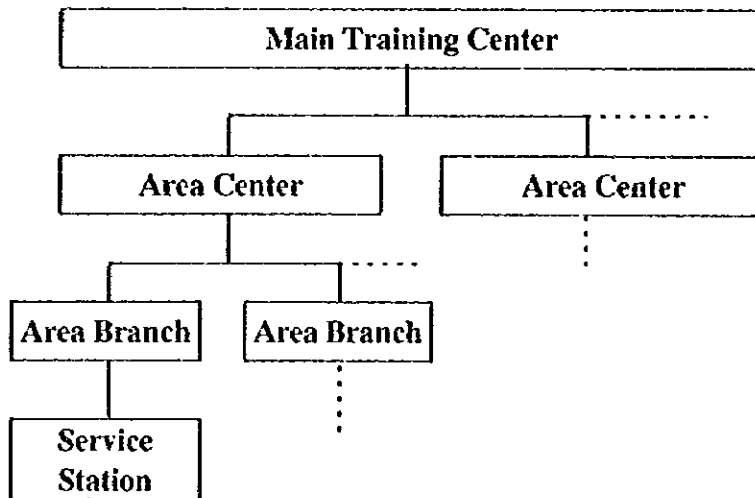 Main Training Center
Area Center
Area Center
Area Branch
Area Branch
Service
Station